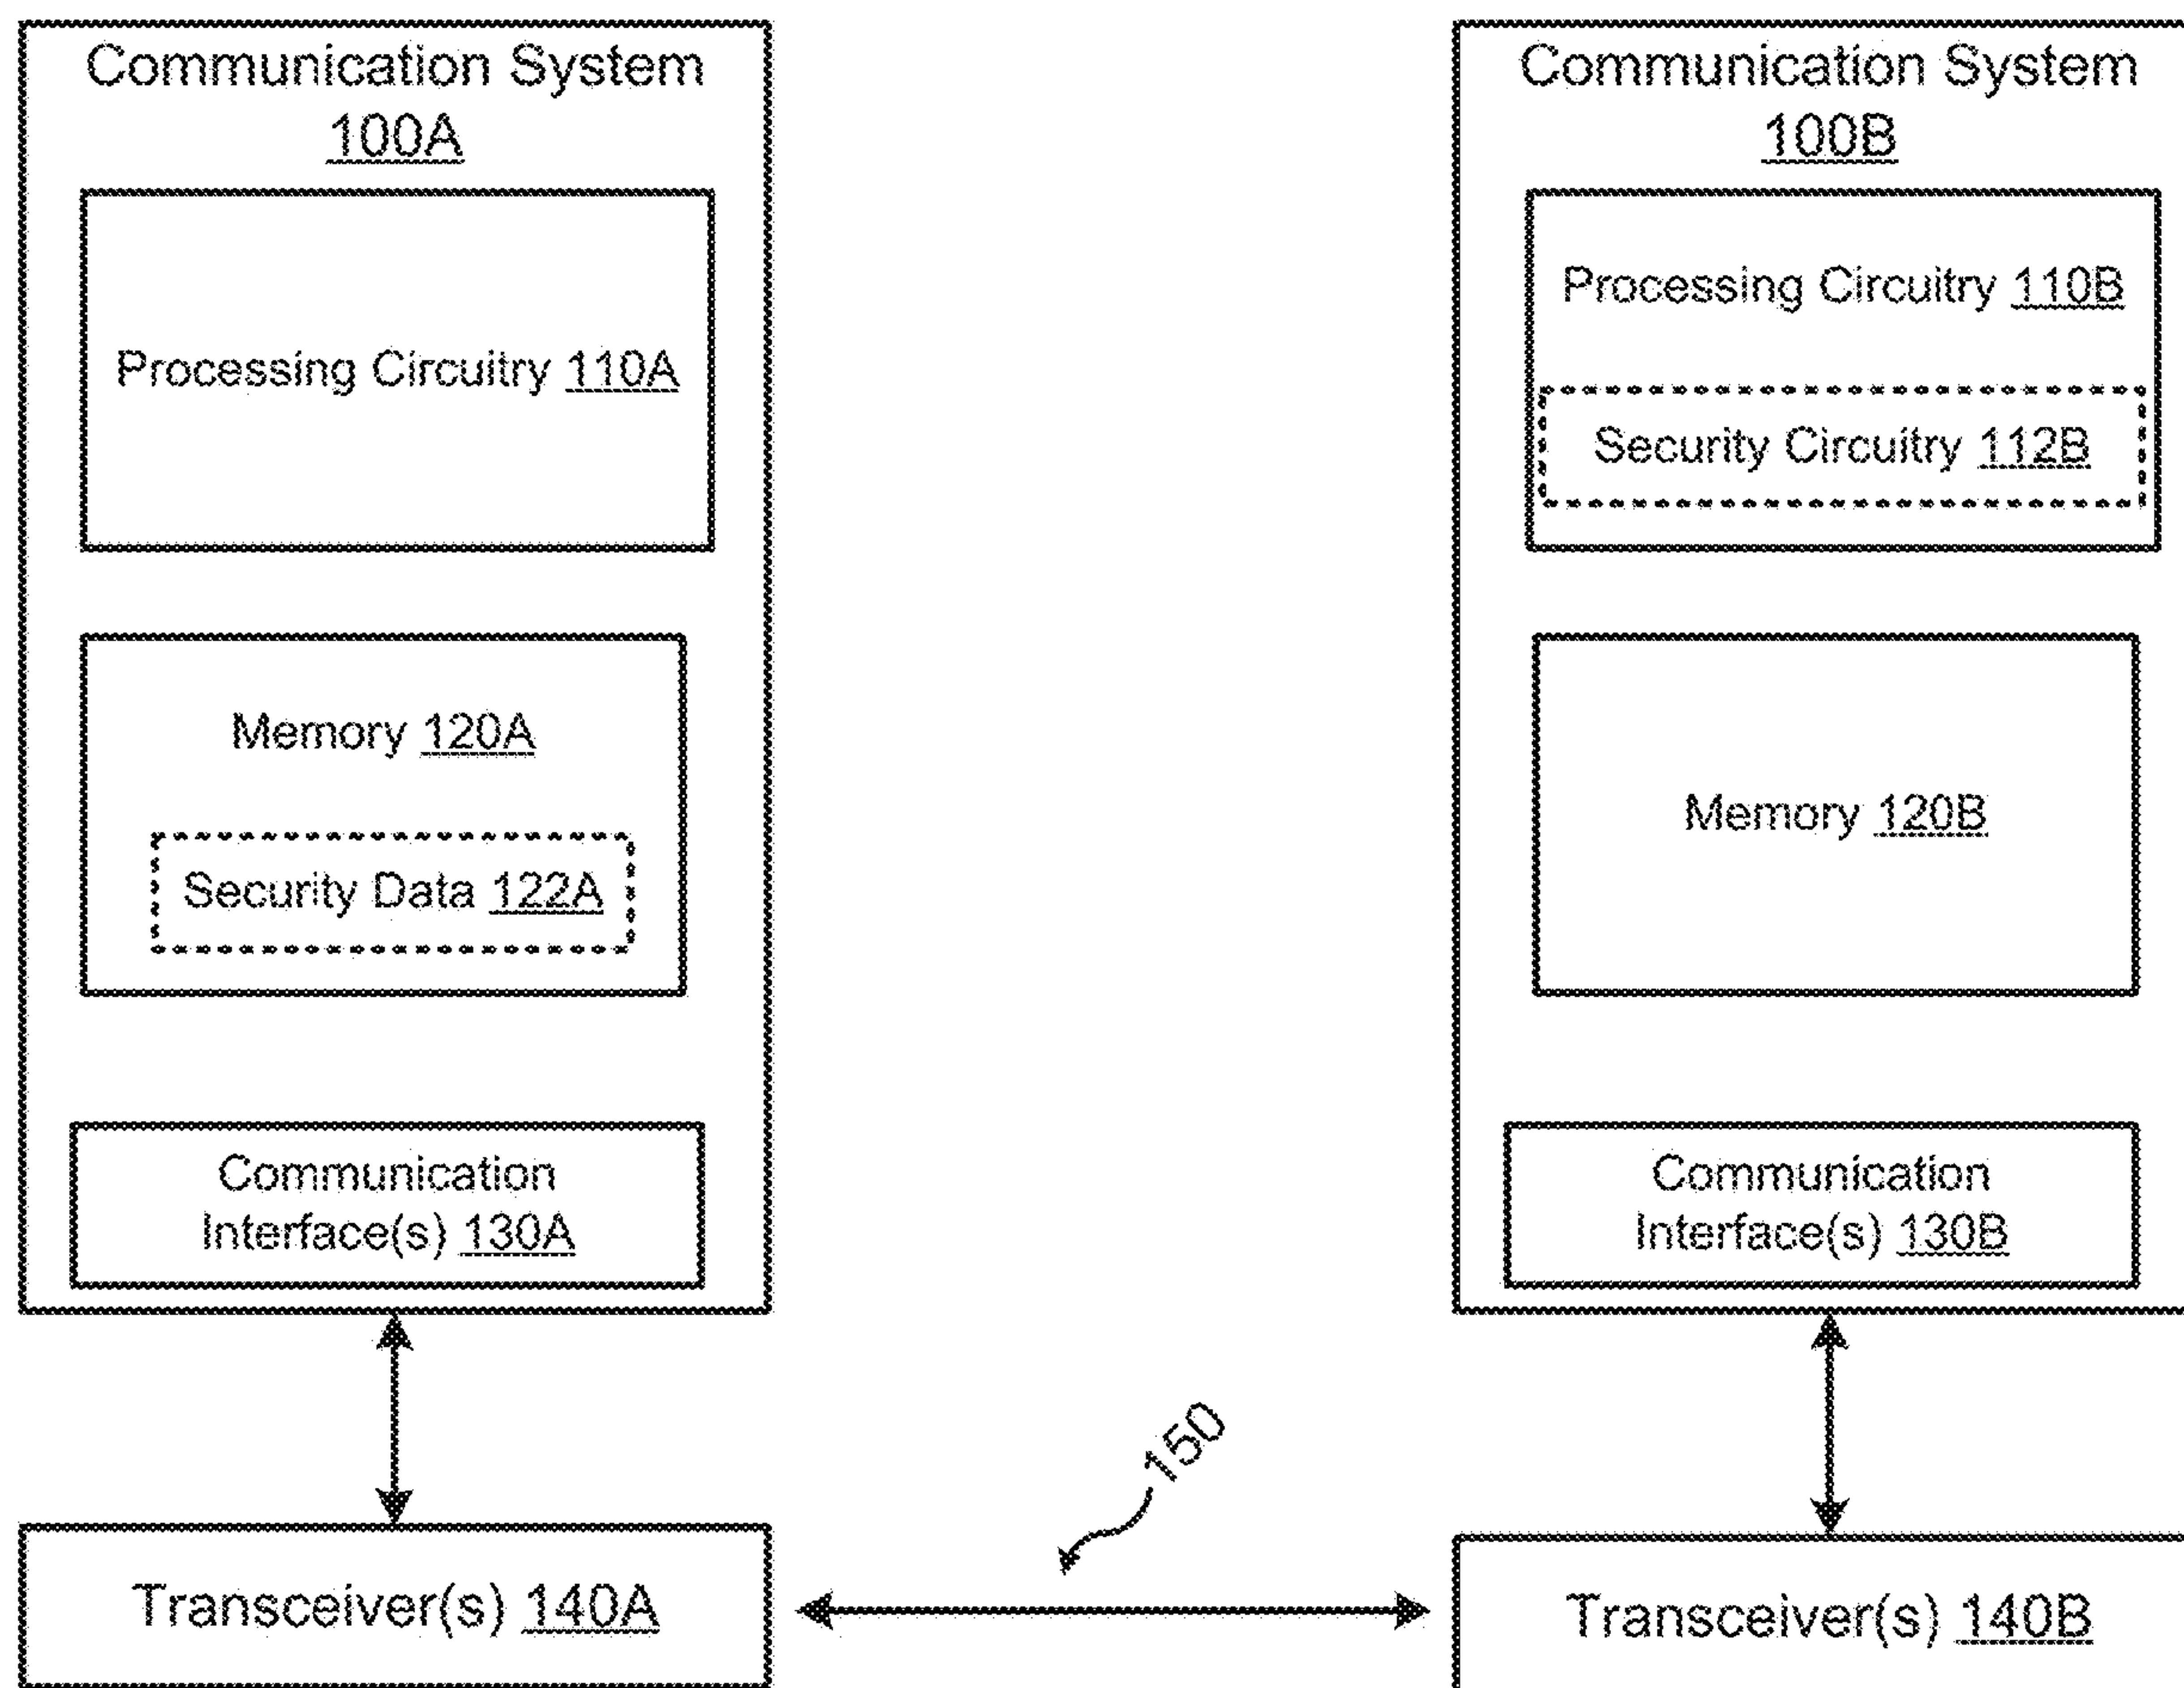 Communication System
100A
Processing Circuitry 110A
Memory 120A
Security Data 122A
Communication
Interface(s) 130A
Transceiver(s) 140A
150
Communication System
100B
Processing Circuitry 110B
Security Circuitry 112B
Memory 120B
Communication
Interface(s) 130B
Transceiver(s) 140B